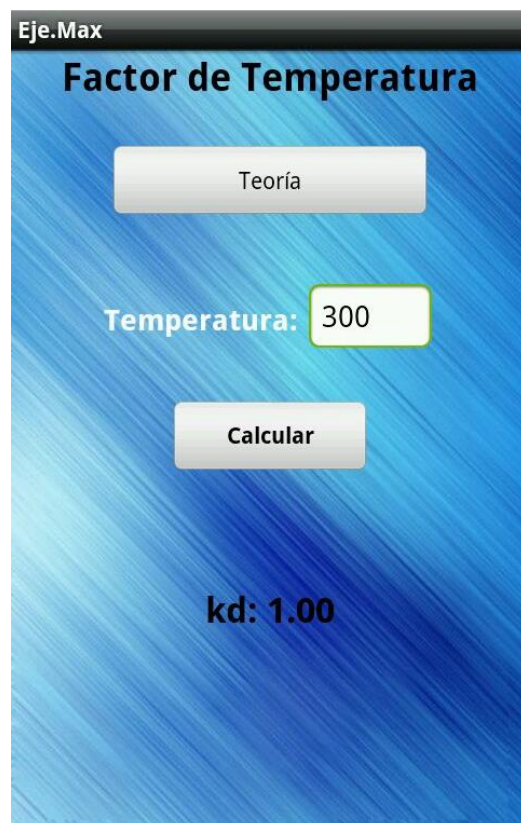 Eje.Max
Factor de Temperatura
Teoría
Temperatura: 300
Calcular
kd: 1.00